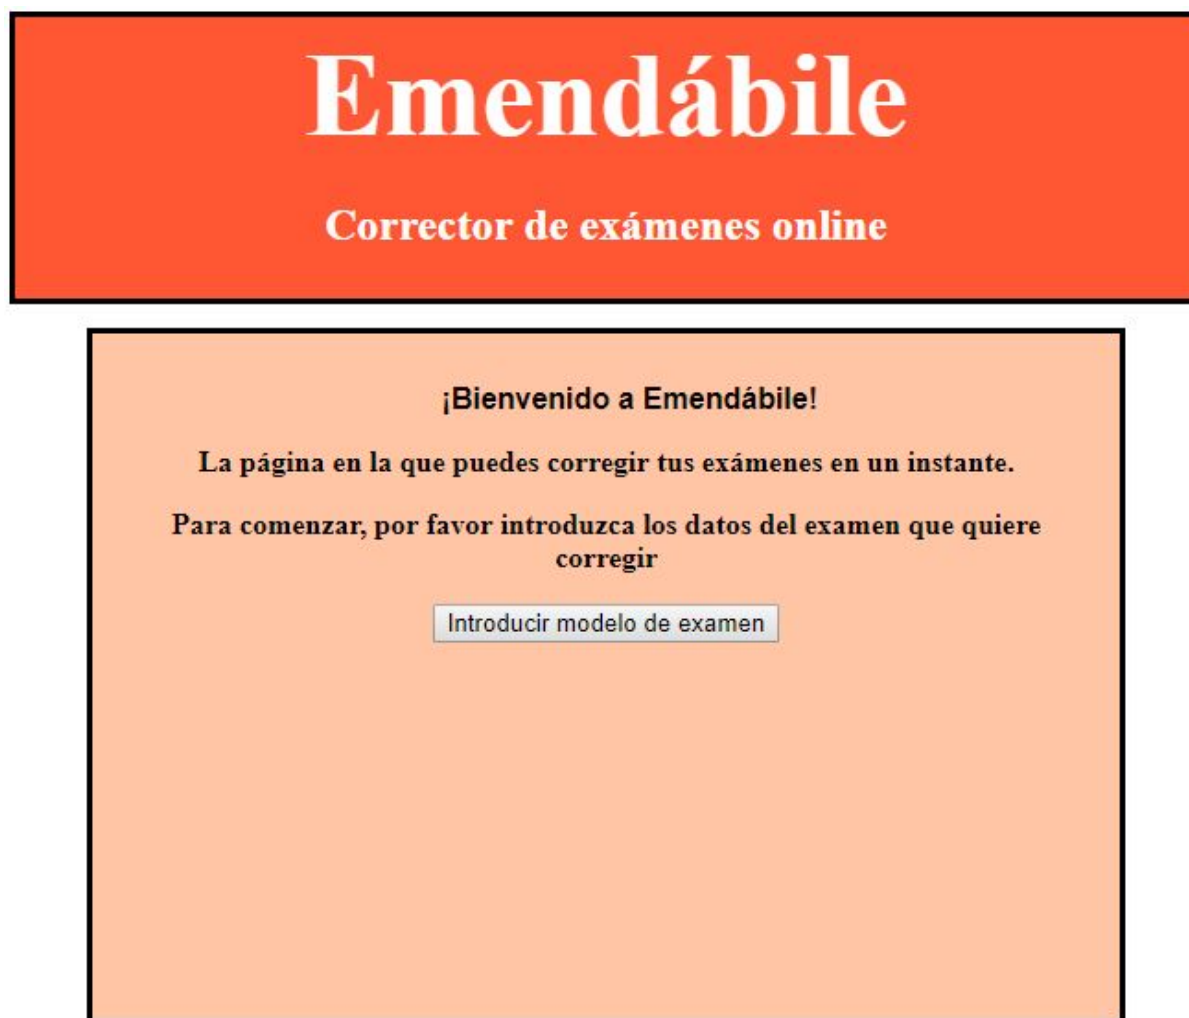 Emendábile
Corrector de exámenes online
¡Bienvenido a Emendábile!
La página en la que puedes corregir tus exámenes en un instante.
Para comenzar, por favor introduzca los datos del examen que quiere
corregir
Introducir modelo de examen